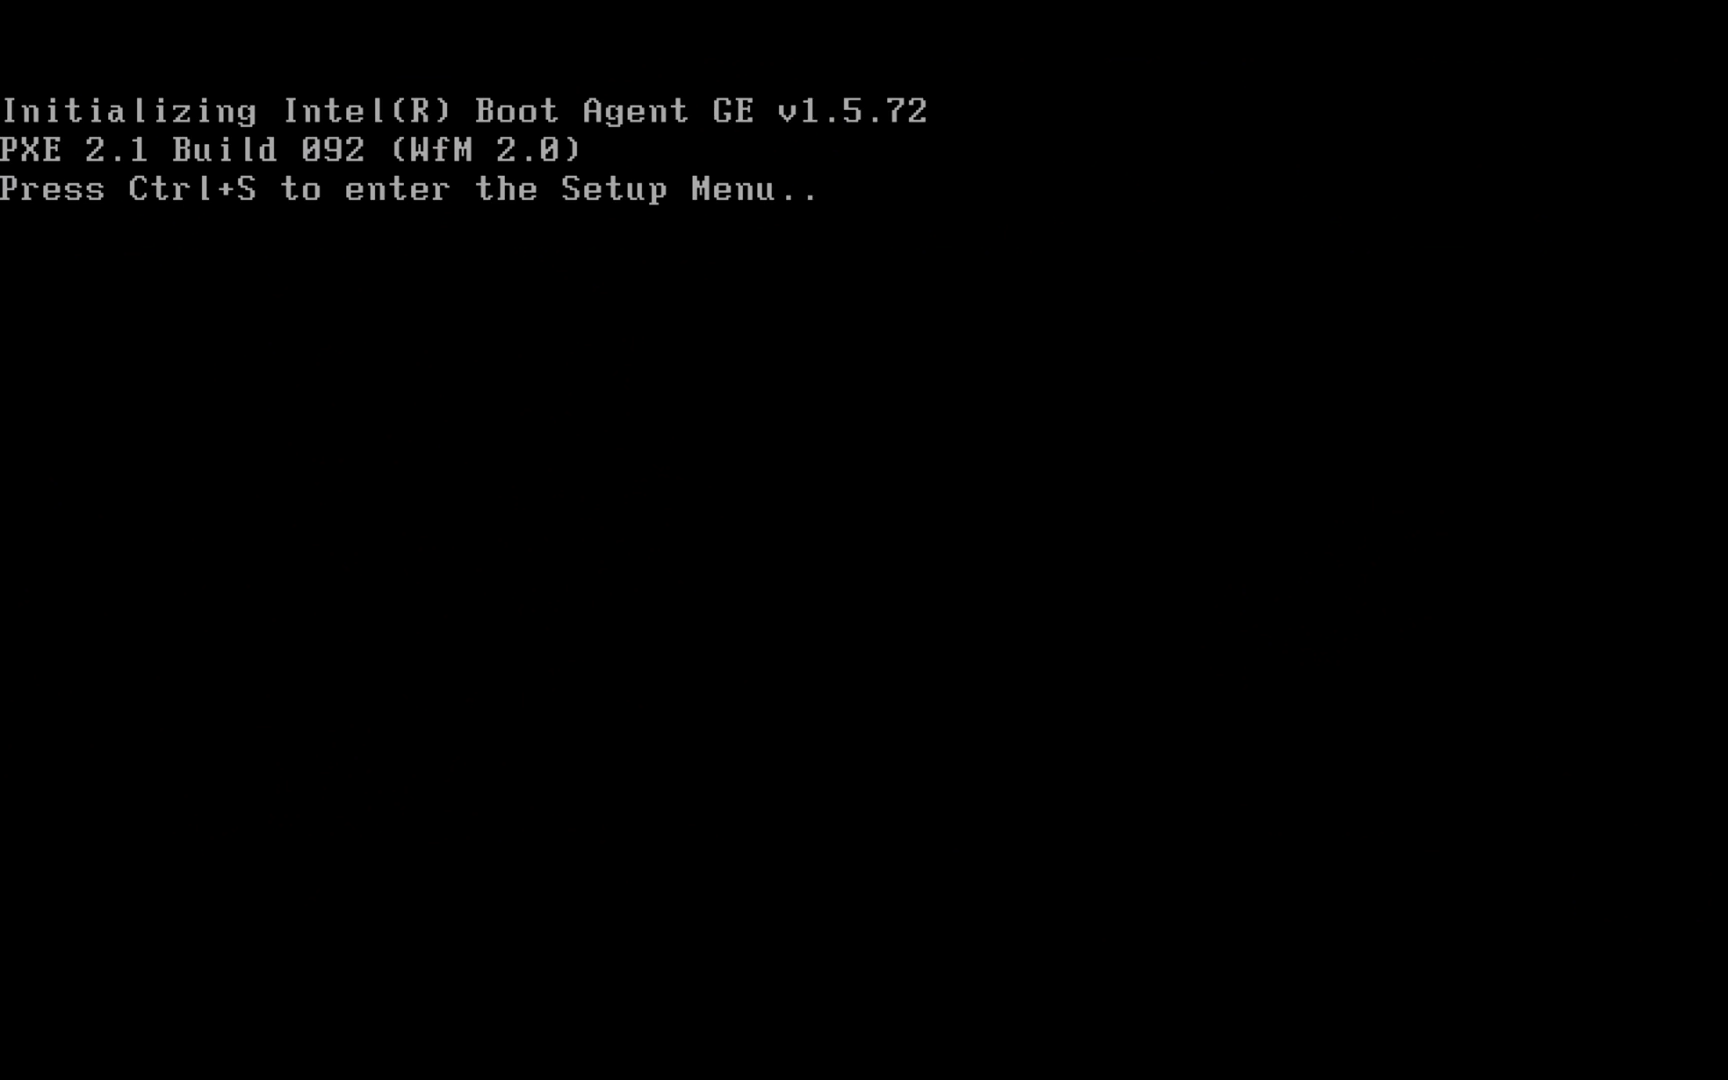 Initializing Intel(R) Boot Agent GE v1.5.72
PXE 2.1 Build 092 (WfM 2.0)
Press Ctrl+S to enter the Setup Menu..